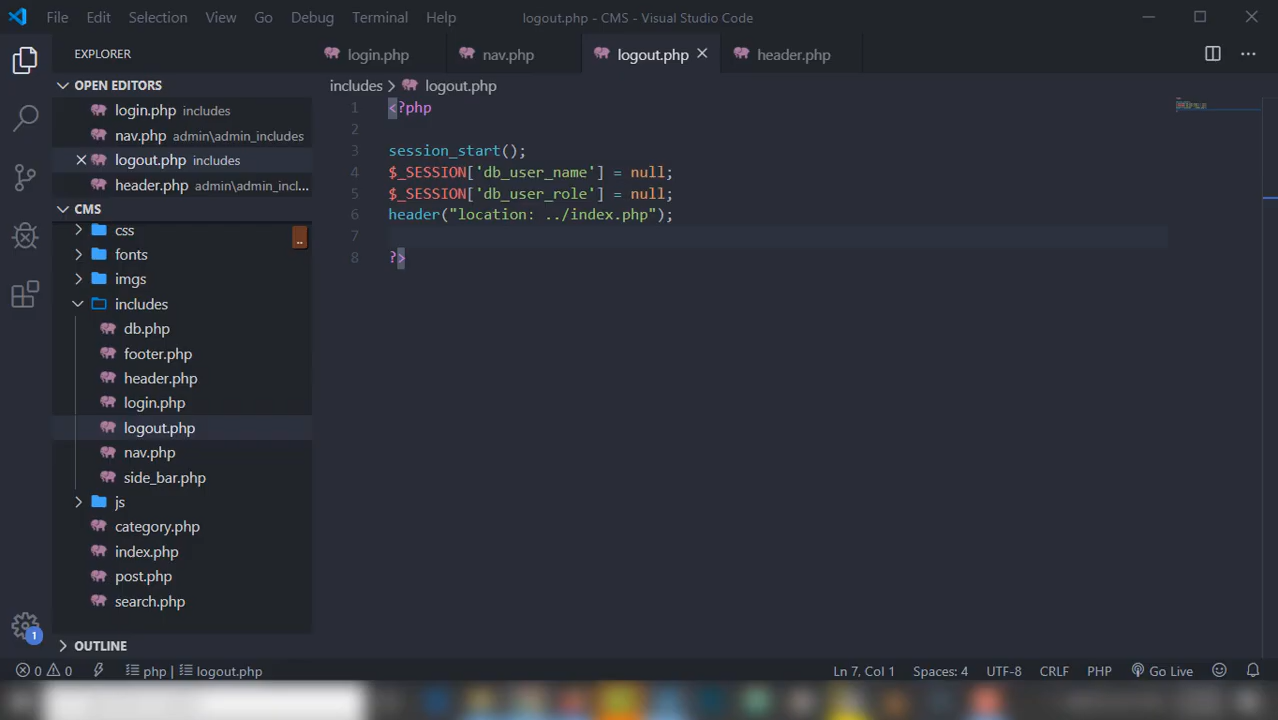 File Edit Selection View Go Debug Terminal Help logout.php - CMS - Visual Studio Code
EXPLORER
login.php nav.php logout.php header.php
OPEN EDITORS
login.php includes
nav.php admin\admin_includes
logout.php includes
header.php admin\admin_incl...
CMS
css
..
fonts
imgs
includes
db.php
footer.php
header.php
login.php
logout.php
nav.php
side_bar.php
js
category.php
index.php
post.php
search.php
OUTLINE
includes > logout.php
1 <?php
2
3 session_start();
4 $_SESSION['db_user_name'] = null;
5 $_SESSION['db_user_role'] = null;
6 header("location: ../index.php");
7
8 ?>
1
0 0 php | logout.php Ln 7, Col 1 Spaces: 4 UTF-8 CRLF PHP Go Live